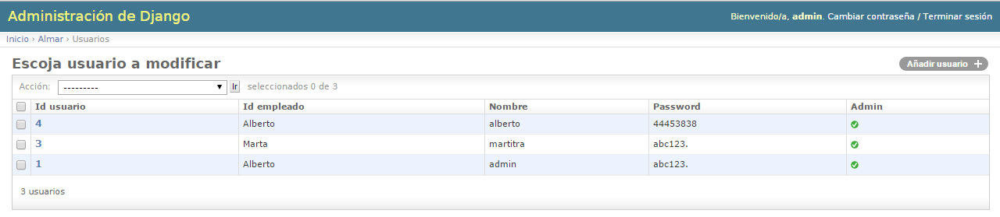 Administración de Django
Bienvenido/a, admin. Cambiar contraseña / Terminar sesión
Inicio › Almar › Usuarios
Escoja usuario a modificar
Añadir usuario +
Acción: --------- Ir seleccionados 0 de 3
Id usuario Id empleado Nombre Password Admin
4 Alberto alberto 44453838
3 Marta martitra abc123.
1 Alberto admin abc123.
3 usuarios